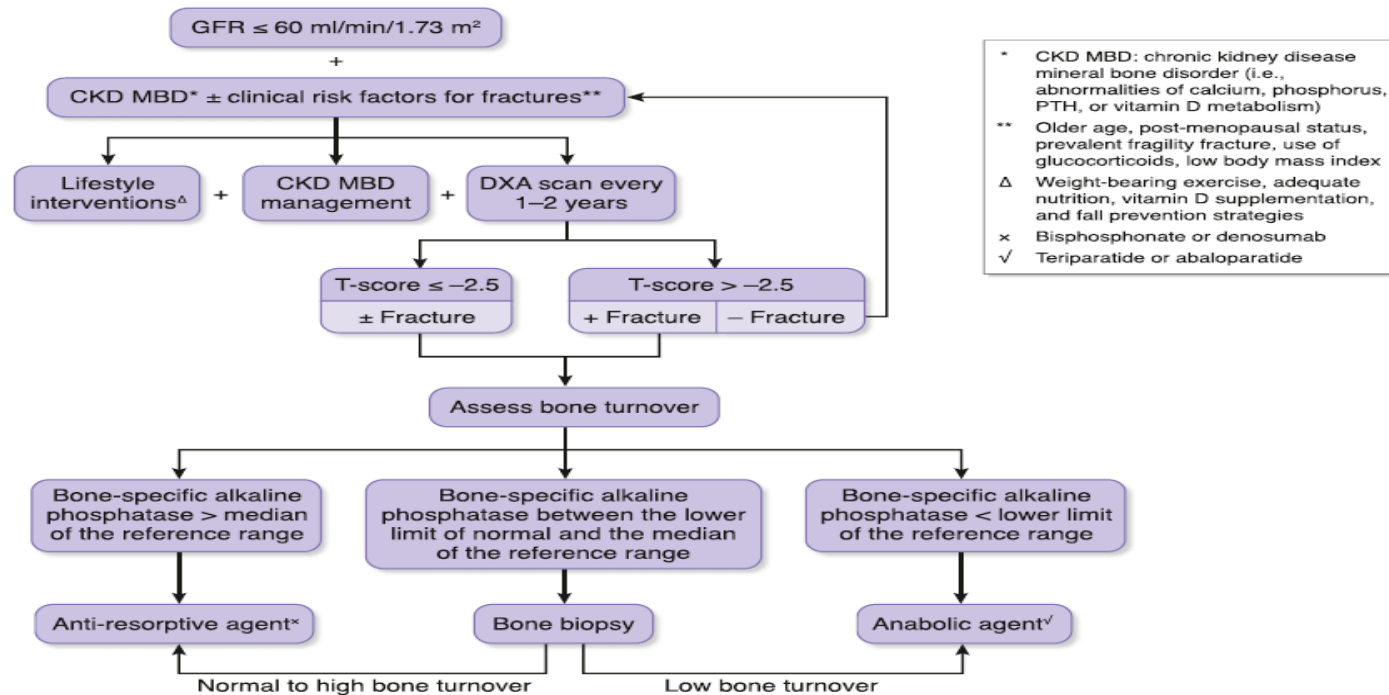 GFR ≤ 60 ml/min/1.73 m²
+
CKD MBD* ± clinical risk factors for fractures**
Lifestyle
interventionsᐞ
+
CKD MBD
management
+
DXA scan every
1–2 years
T-score ≤ −2.5
± Fracture
T-score > −2.5
+ Fracture
− Fracture
Assess bone turnover
Bone-specific alkaline
phosphatase > median
of the reference range
Bone-specific alkaline
phosphatase between the lower
limit of normal and the median
of the reference range
Bone-specific alkaline
phosphatase < lower limit
of the reference range
Anti-resorptive agentˣ
Bone biopsy
Anabolic agent√
Normal to high bone turnover
Low bone turnover
* CKD MBD: chronic kidney disease
mineral bone disorder (i.e.,
abnormalities of calcium, phosphorus,
PTH, or vitamin D metabolism)
** Older age, post-menopausal status,
prevalent fragility fracture, use of
glucocorticoids, low body mass index
Δ Weight-bearing exercise, adequate
nutrition, vitamin D supplementation,
and fall prevention strategies
× Bisphosphonate or denosumab
√ Teriparatide or abaloparatide